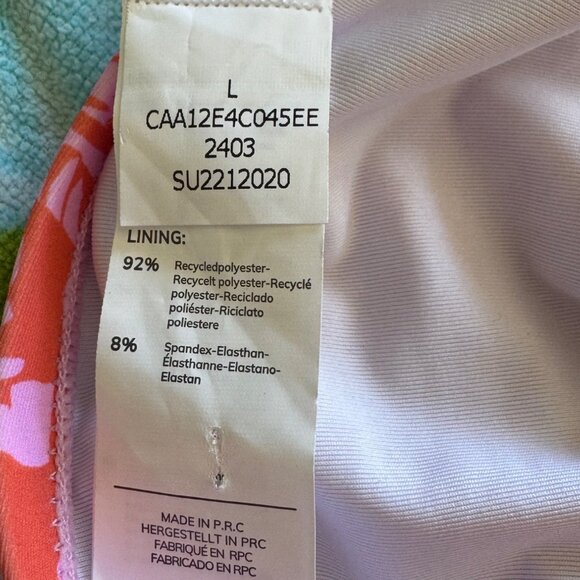 L
CAA12E4C045EE
2403
SU2212020
LINING:
92% Recycledpolyester-
Recycelt polyester-Recyclé
polyester-Reciclado
poliéster-Riciclato
poliestere
8% Spandex-Elasthan-
Élasthanne-Elastano-
Elastan
MADE IN P.R.C
HERGESTELLT IN PRC
FABRIQUÉ EN RPC
FABRICADO EN RPC